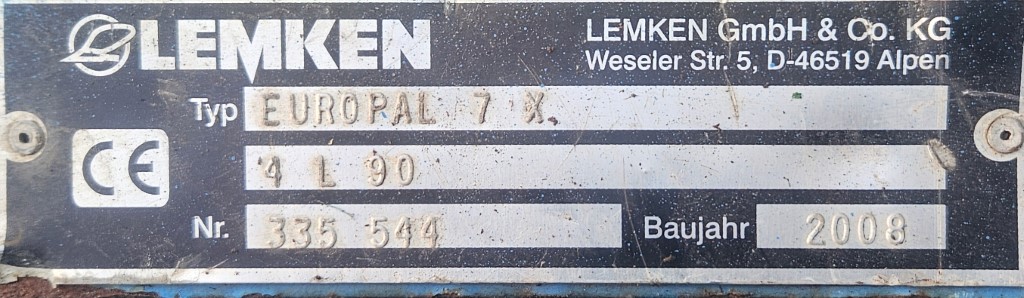 LEMKEN
LEMKEN GmbH & Co. KG
Weseler Str. 5, D-46519 Alpen
Typ EUROPAL 7 X
4 L 90
CE
Nr. 335 544 Baujahr 2008